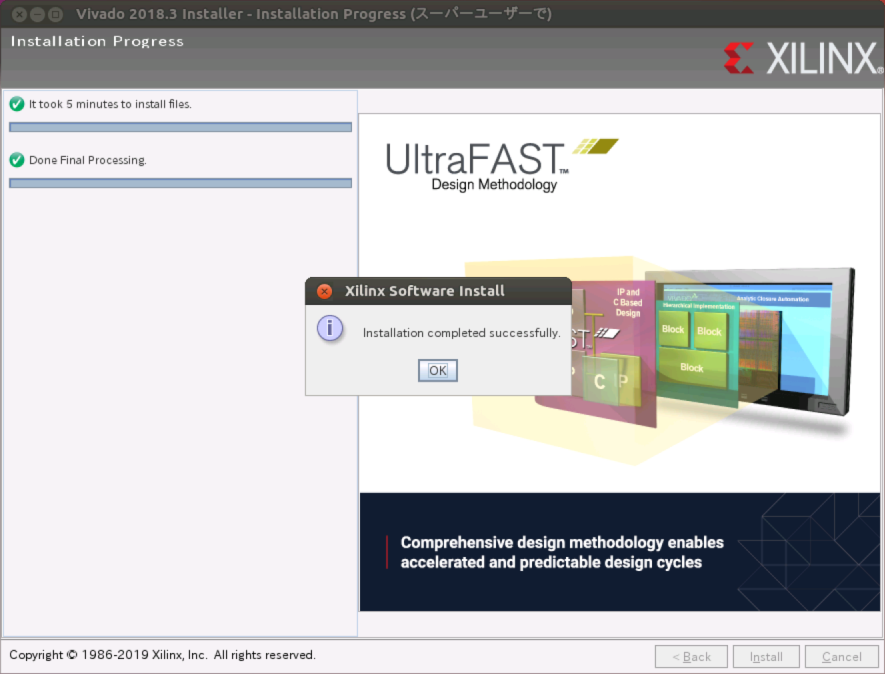 Vivado 2018.3 Installer - Installation Progress (スーパーユーザーで)
Installation Progress
XILINX®
It took 5 minutes to install files.
Done Final Processing.
UltraFAST™
Design Methodology
Xilinx Software Install
Installation completed successfully.
OK
IP and
C Based
Design
C P
Analytic Closure Automation
Hierarchical Implementation
Block
Block
Block
Comprehensive design methodology enables
accelerated and predictable design cycles
Copyright © 1986-2019 Xilinx, Inc. All rights reserved.
< Back
Install
Cancel